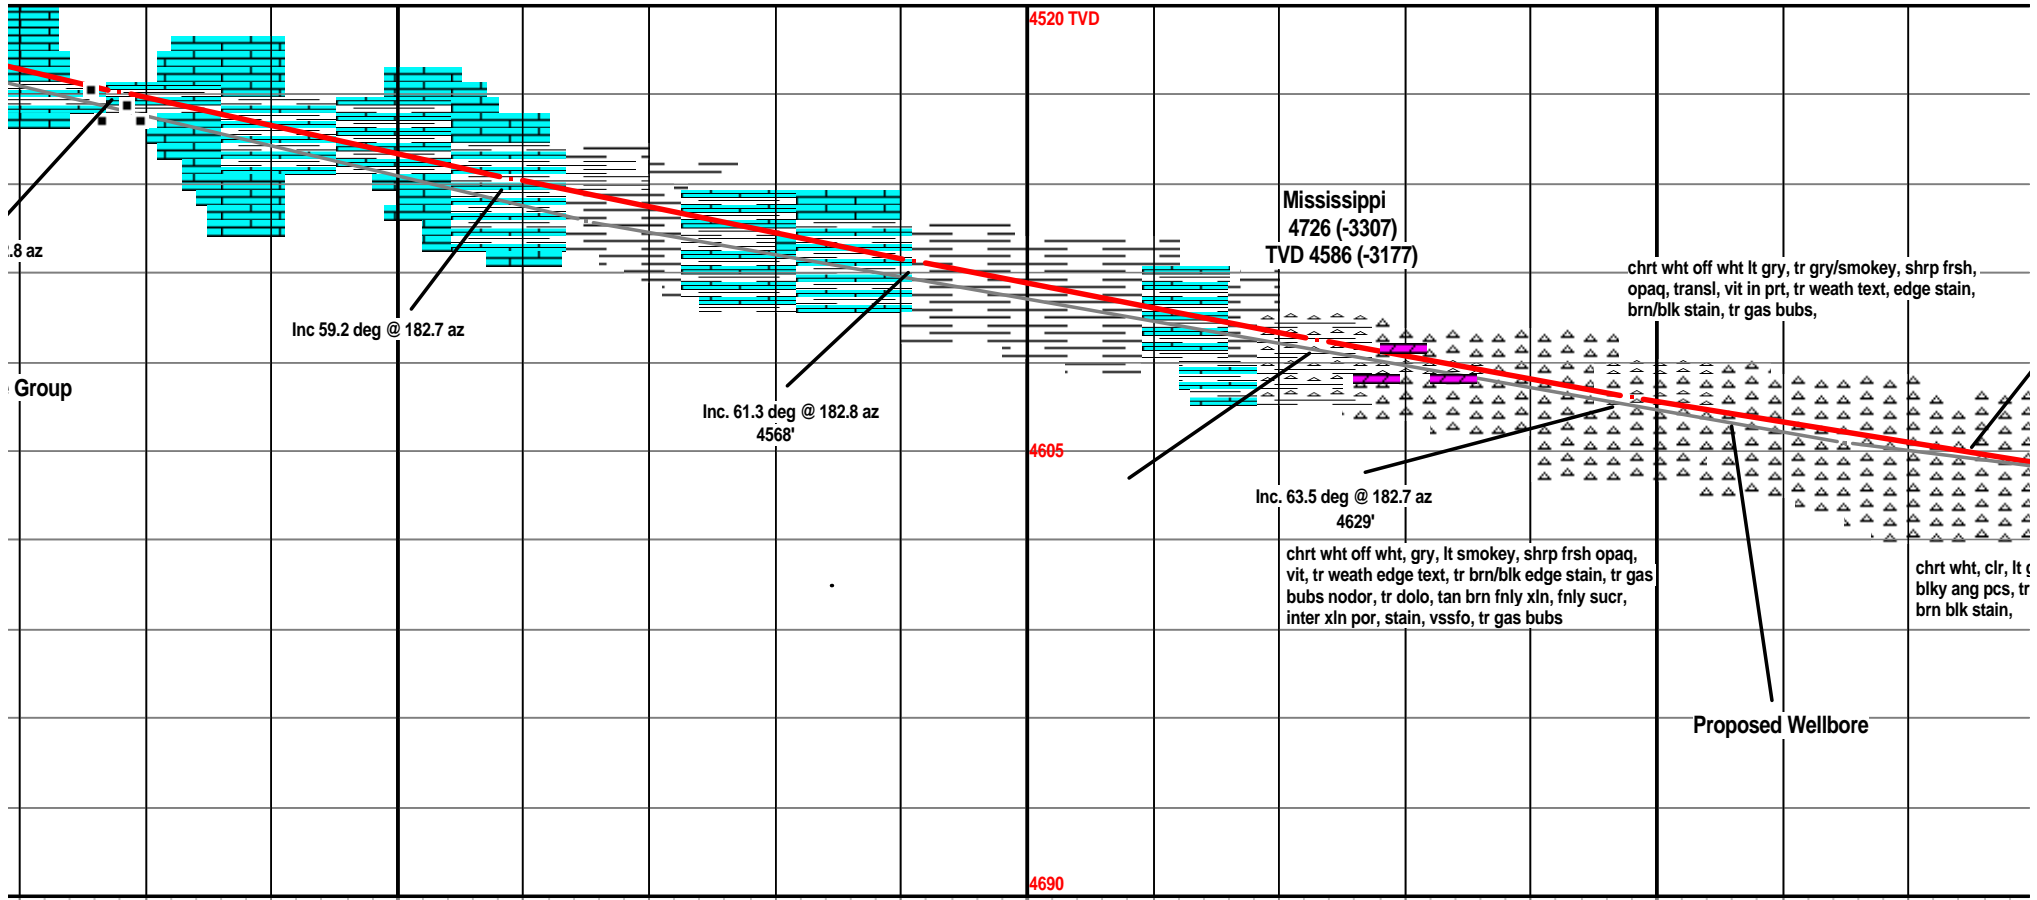 4520 TVD
Mississippi
4726 (-3307)
TVD 4586 (-3177)
.8 az
chrt wht off wht lt gry, tr gry/smokey, shrp frsh,
opaq, transl, vit in prt, tr weath text, edge stain,
brn/blk stain, tr gas bubs,
Inc 59.2 deg @ 182.7 az
Group
Inc. 61.3 deg @ 182.8 az
4568'
4605
Inc. 63.5 deg @ 182.7 az
4629'
chrt wht off wht, gry, lt smokey, shrp frsh opaq,
vit, tr weath edge text, tr brn/blk edge stain, tr gas
bubs nodor, tr dolo, tan brn fnly xln, fnly sucr,
inter xln por, stain, vssfo, tr gas bubs
chrt wht, clr, lt
blky ang pcs, tr
brn blk stain,
Proposed Wellbore
4690